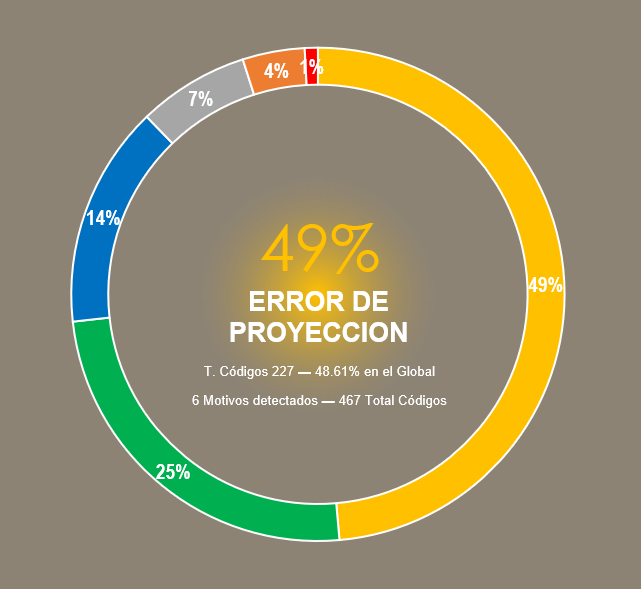 1%
4%
7%
14%
49%
49%
ERROR DE
PROYECCION
T. Códigos 227 — 48.61% en el Global
6 Motivos detectados — 467 Total Códigos
25%